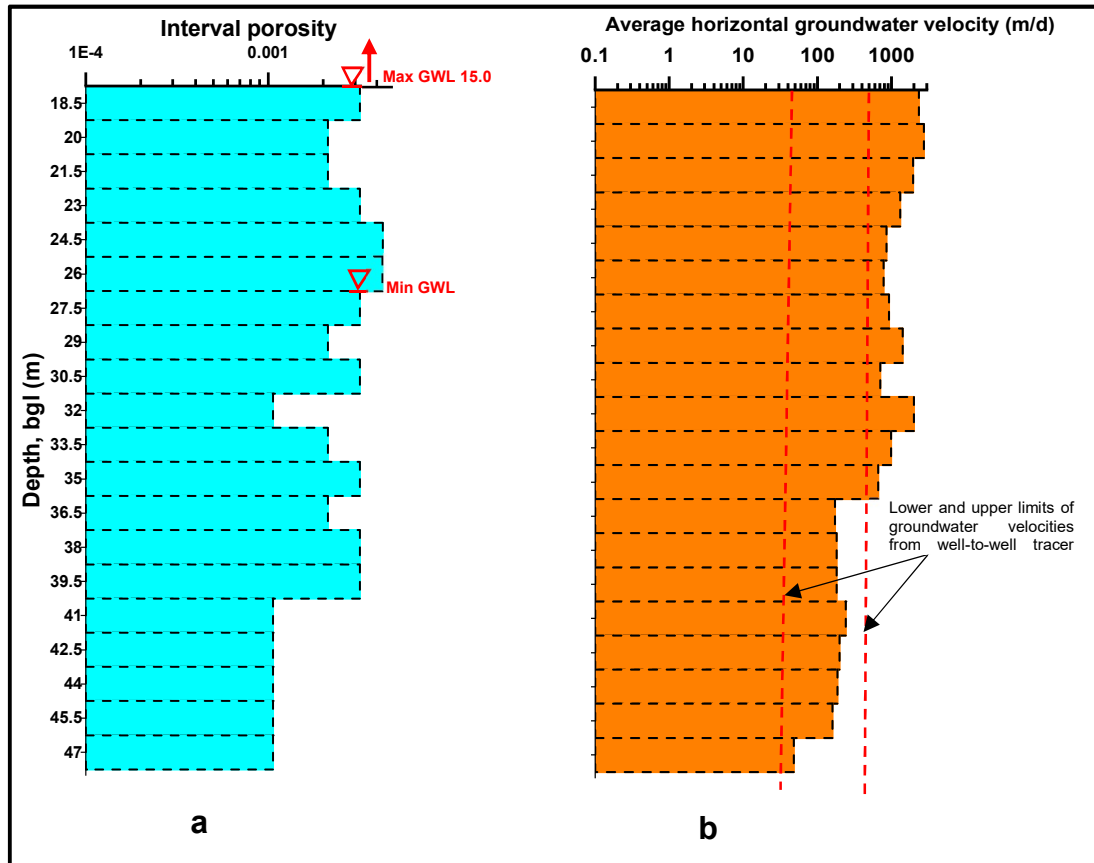 Interval porosity
1E-4 0.001
Max GWL 15.0
18.5
20
21.5
23
24.5
26
Min GWL
27.5
29
30.5
32
33.5
35
36.5
38
39.5
41
42.5
44
45.5
47
Depth, bgl (m)
a
Average horizontal groundwater velocity (m/d)
0.1 1 10 100 1000
Lower and upper limits of
groundwater velocities
from well-to-well tracer
b